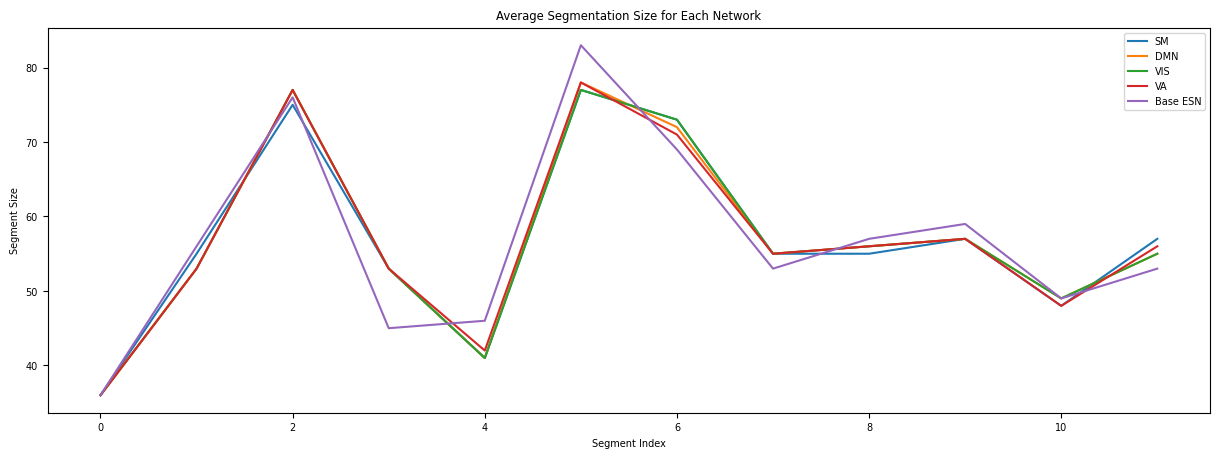 Average Segmentation Size for Each Network
SM
DMN
VIS
VA
Base ESN
80
70
60
50
40
Segment Size
0 2 4 6 8 10
Segment Index